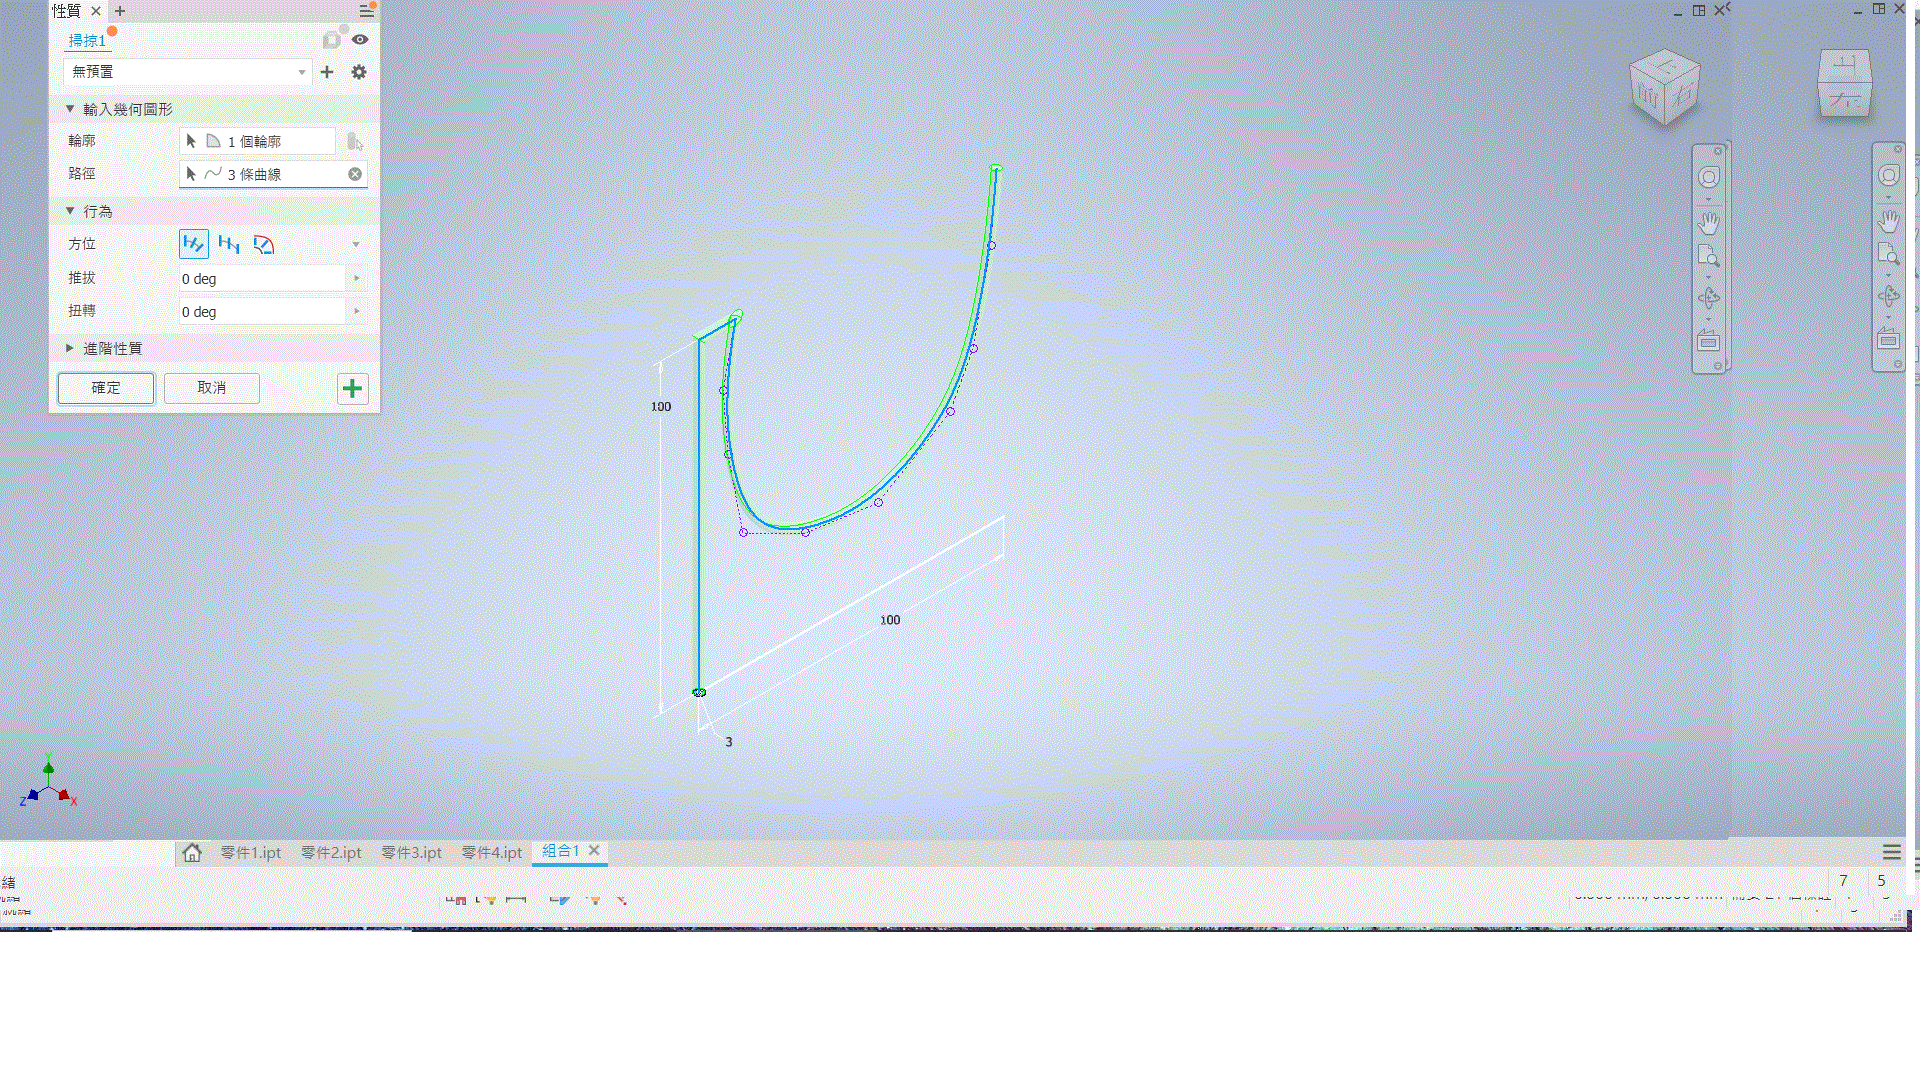 性質
掃掠1
無預置
輸入幾何圖形
輪廓 1 個輪廓
路徑 3 條曲線
行為
方位
推拔 0 deg
扭轉 0 deg
進階性質
確定 取消
100
100
3
上
前 右
Y
Z X
零件1.ipt 零件2.ipt 零件3.ipt 零件4.ipt 組合1
緒
7 5